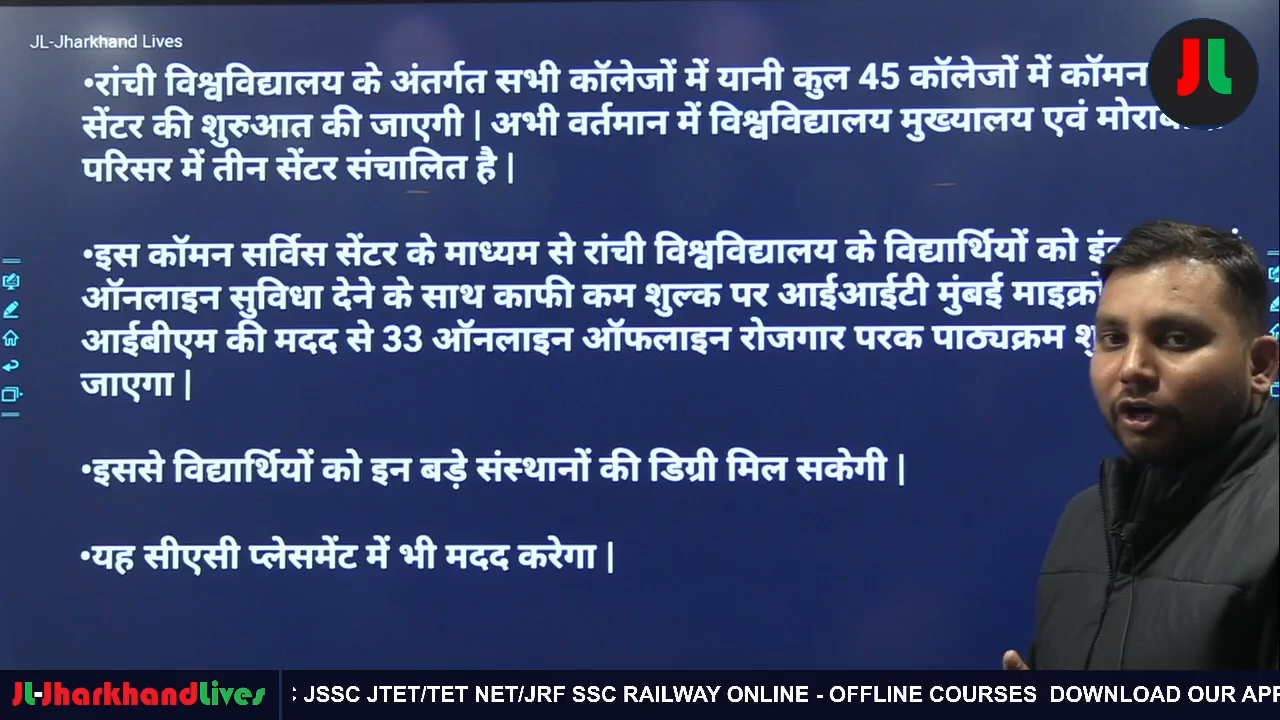 JL-Jharkhand Lives
JL
•रांची विश्वविद्यालय के अंतर्गत सभी कॉलेजों में यानी कुल 45 कॉलेजों में कॉमन
सेंटर की शुरुआत की जाएगी | अभी वर्तमान में विश्वविद्यालय मुख्यालय एवं
परिसर में तीन सेंटर संचालित है |
•इस कॉमन सर्विस सेंटर के माध्यम से रांची विश्वविद्यालय के विद्यार्थियों को
ऑनलाइन सुविधा देने के साथ काफी कम शुल्क पर आईआईटी मुंबई
आईबीएम की मदद से 33 ऑनलाइन ऑफलाइन रोजगार परक पाठ्यक्रम
जाएगा |
•इससे विद्यार्थियों को इन बड़े संस्थानों की डिग्री मिल सकेगी |
•यह सीएसी प्लेसमेंट में भी मदद करेगा |
JL-JharkhandLives
: JSSC JTET/TET NET/JRF SSC RAILWAY ONLINE - OFFLINE COURSES DOWNLOAD OUR APP